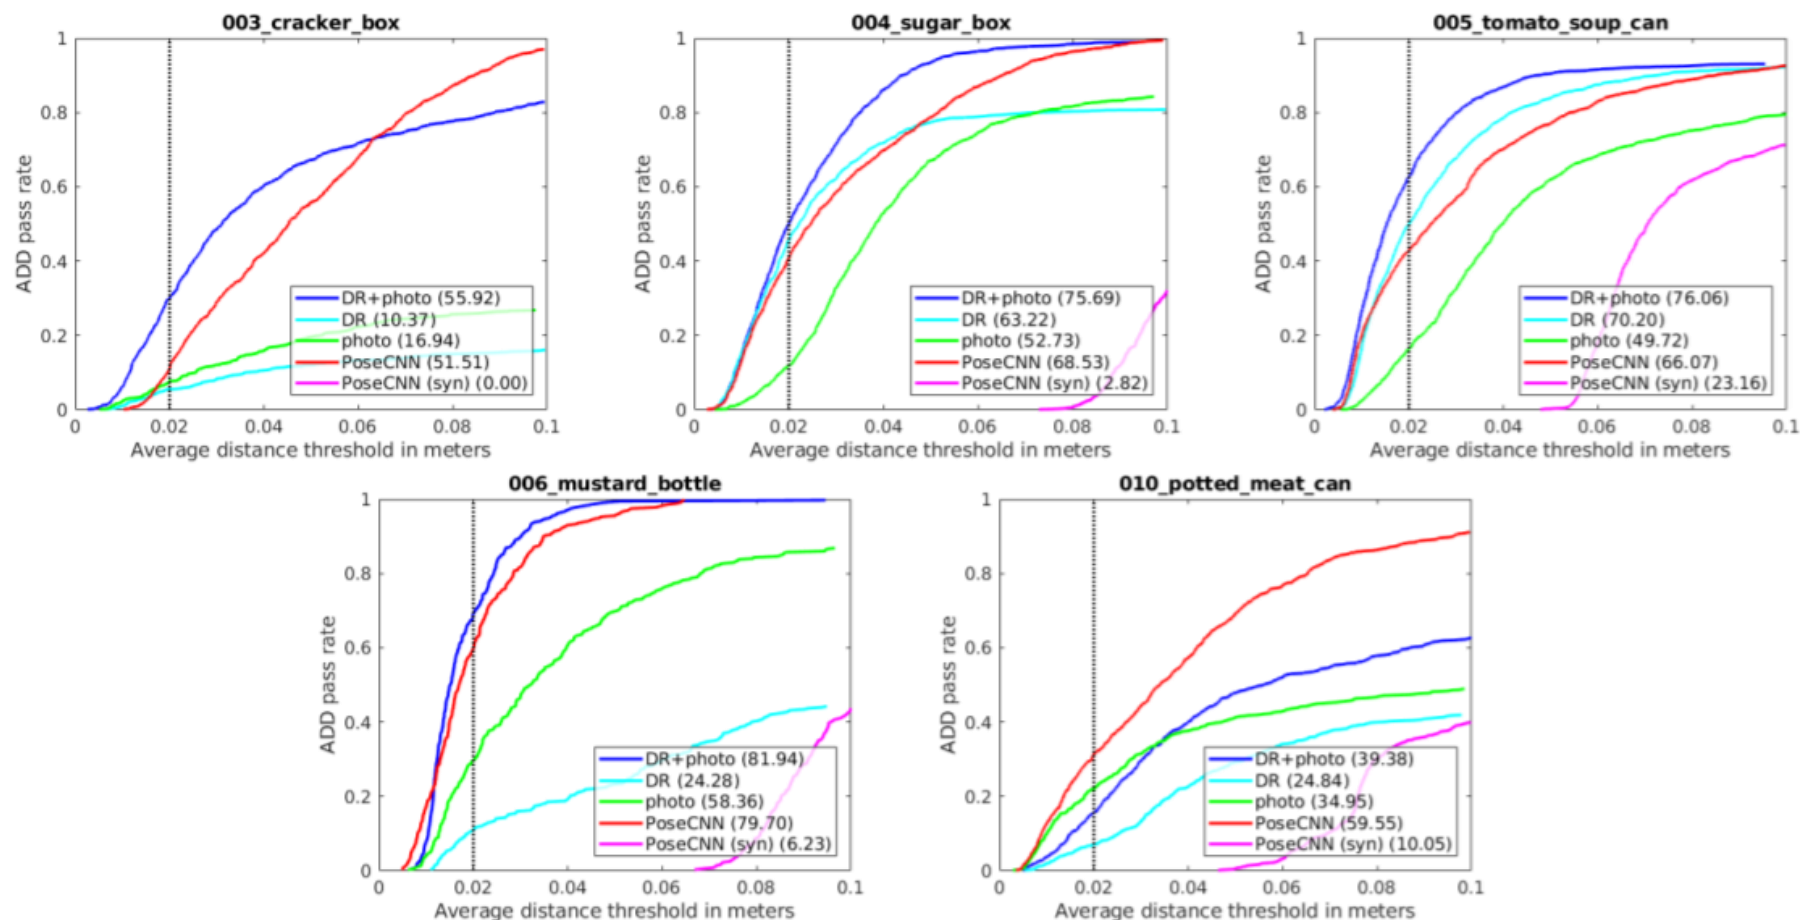 003_cracker_box
1
0.8
0.6
0.4
0.2
0
ADD pass rate
DR+photo (55.92)
DR (10.37)
photo (16.94)
PoseCNN (51.51)
PoseCNN (syn) (0.00)
0 0.02 0.04 0.06 0.08 0.1
Average distance threshold in meters
004_sugar_box
1
0.8
0.6
0.4
0.2
0
ADD pass rate
DR+photo (75.69)
DR (63.22)
photo (52.73)
PoseCNN (68.53)
PoseCNN (syn) (2.82)
0 0.02 0.04 0.06 0.08 0.1
Average distance threshold in meters
005_tomato_soup_can
1
0.8
0.6
0.4
0.2
0
ADD pass rate
DR+photo (76.06)
DR (70.20)
photo (49.72)
PoseCNN (66.07)
PoseCNN (syn) (23.16)
0 0.02 0.04 0.06 0.08 0.1
Average distance threshold in meters
006_mustard_bottle
1
0.8
0.6
0.4
0.2
0
ADD pass rate
DR+photo (81.94)
DR (24.28)
photo (58.36)
PoseCNN (79.70)
PoseCNN (syn) (6.23)
0 0.02 0.04 0.06 0.08 0.1
Average distance threshold in meters
010_potted_meat_can
1
0.8
0.6
0.4
0.2
0
ADD pass rate
DR+photo (39.38)
DR (24.84)
photo (34.95)
PoseCNN (59.55)
PoseCNN (syn) (10.05)
0 0.02 0.04 0.06 0.08 0.1
Average distance threshold in meters